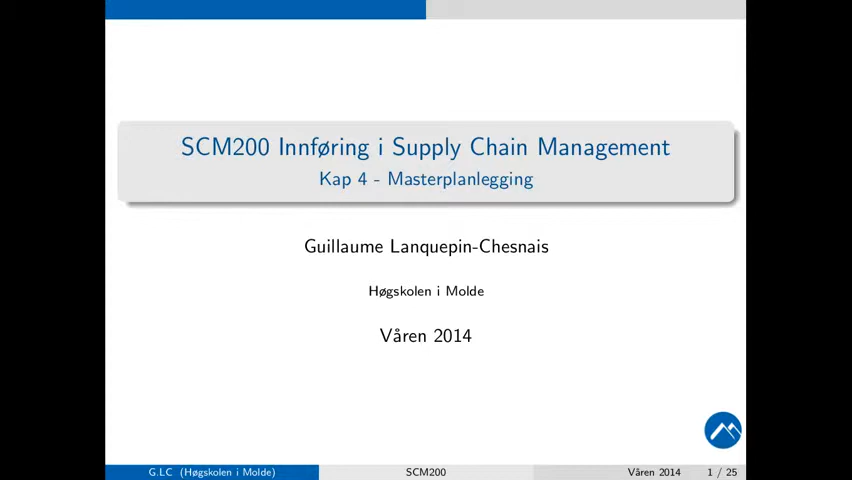 SCM200 Innføring i Supply Chain Management
Kap 4 - Masterplanlegging
Guillaume Lanquepin-Chesnais
Høgskolen i Molde
Våren 2014
G.LC (Høgskolen i Molde) SCM200 Våren 2014 1 / 25